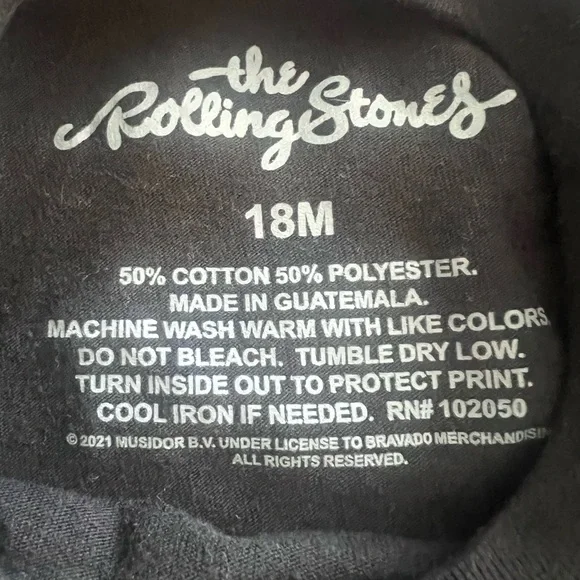 the
Rolling Stones
18M
50% COTTON 50% POLYESTER.
MADE IN GUATEMALA.
MACHINE WASH WARM WITH LIKE COLORS.
DO NOT BLEACH. TUMBLE DRY LOW.
TURN INSIDE OUT TO PROTECT PRINT.
COOL IRON IF NEEDED. RN# 102050
© 2021 MUSIDOR B.V. UNDER LICENSE TO BRAVADO
ALL RIGHTS RESERVED.